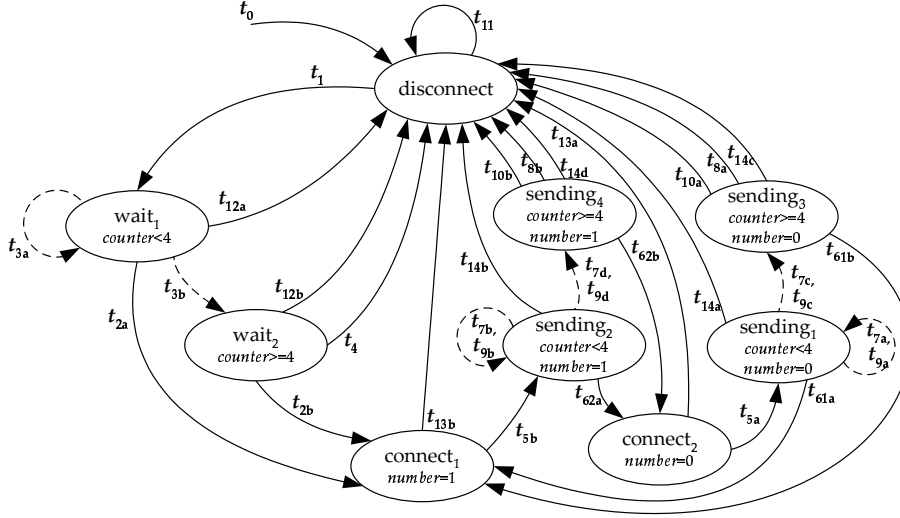 t0
t11
t1
disconnect
t13a
t8b
t10b
t14d
t14c
t8a
t10a
t12a
wait1
counter<4
t3a
sending4
counter>=4
number=1
sending3
counter>=4
number=0
t62b
t61b
t14b
t3b
t12b
t7d,
t9d
t7c,
t9c
t2a
t14a
wait2
counter>=4
t4
t7b,
t9b
sending2
counter<4
number=1
sending1
counter<4
number=0
t7a,
t9a
t2b
t13b
t5b
t62a
t5a
t61a
connect1
number=1
connect2
number=0